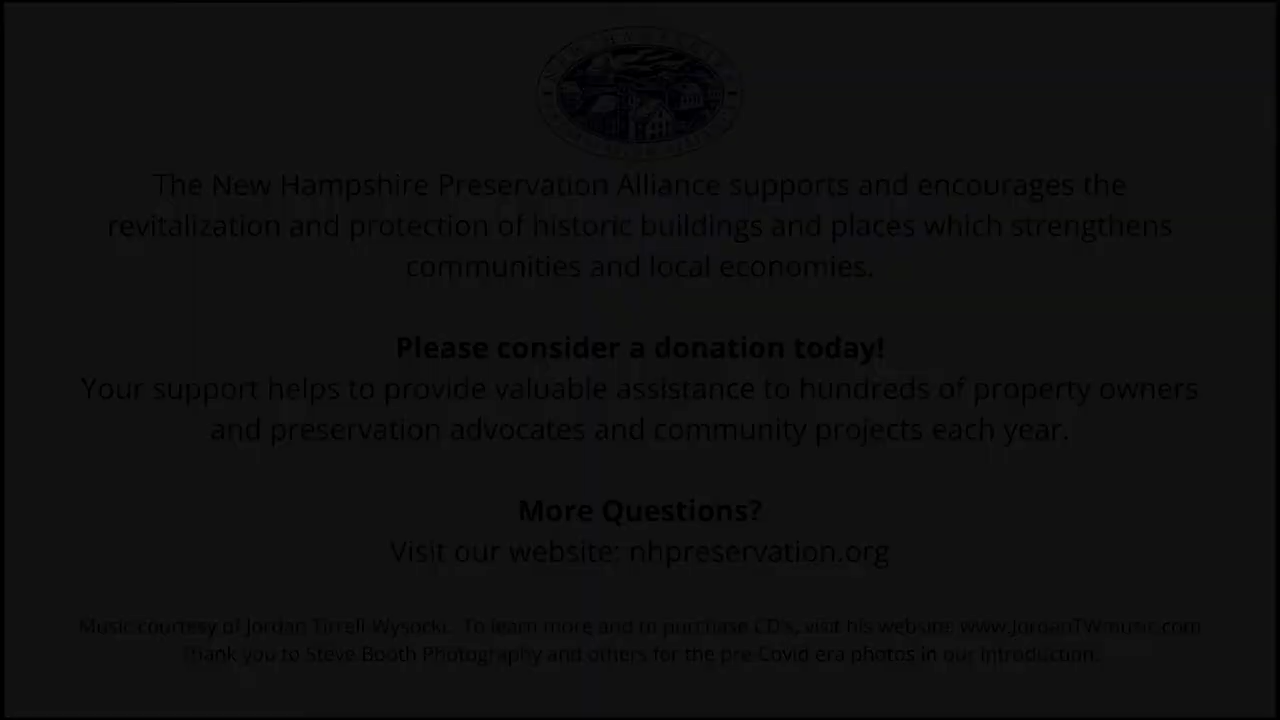 The New Hampshire Preservation Alliance supports and encourages the
revitalization and protection of historic buildings and places which strengthens
communities and local economies.
Please consider a donation today!
Your support helps to provide valuable assistance to hundreds of property owners
and preservation advocates and community projects each year.
More Questions?
Visit our website: nhpreservation.org
Music courtesy of Jordan Tirrell-Wysocki. To learn more and to purchase CD's, visit his website www.JordanTWmusic.com
Thank you to Steve Booth Photography and others for the pre-Covid era photos in our introduction.